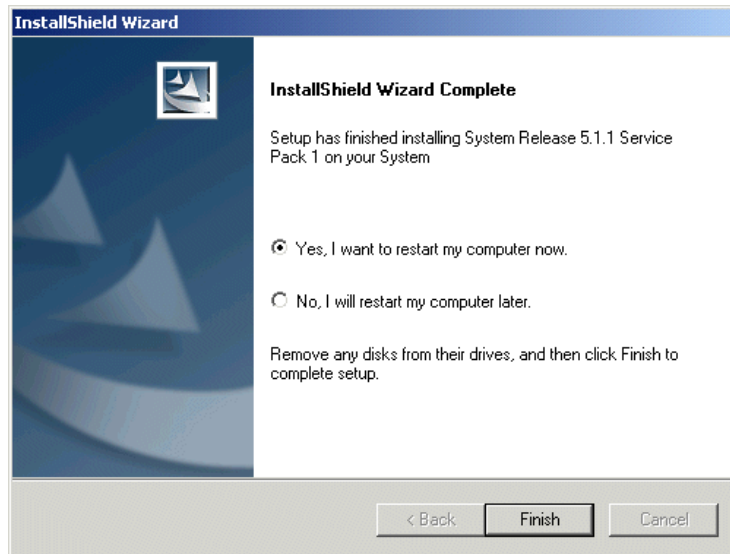 InstallShield Wizard
InstallShield Wizard Complete
Setup has finished installing System Release 5.1.1 Service
Pack 1 on your System
Yes, I want to restart my computer now.
No, I will restart my computer later.
Remove any disks from their drives, and then click Finish to
complete setup.
< Back
Finish
Cancel